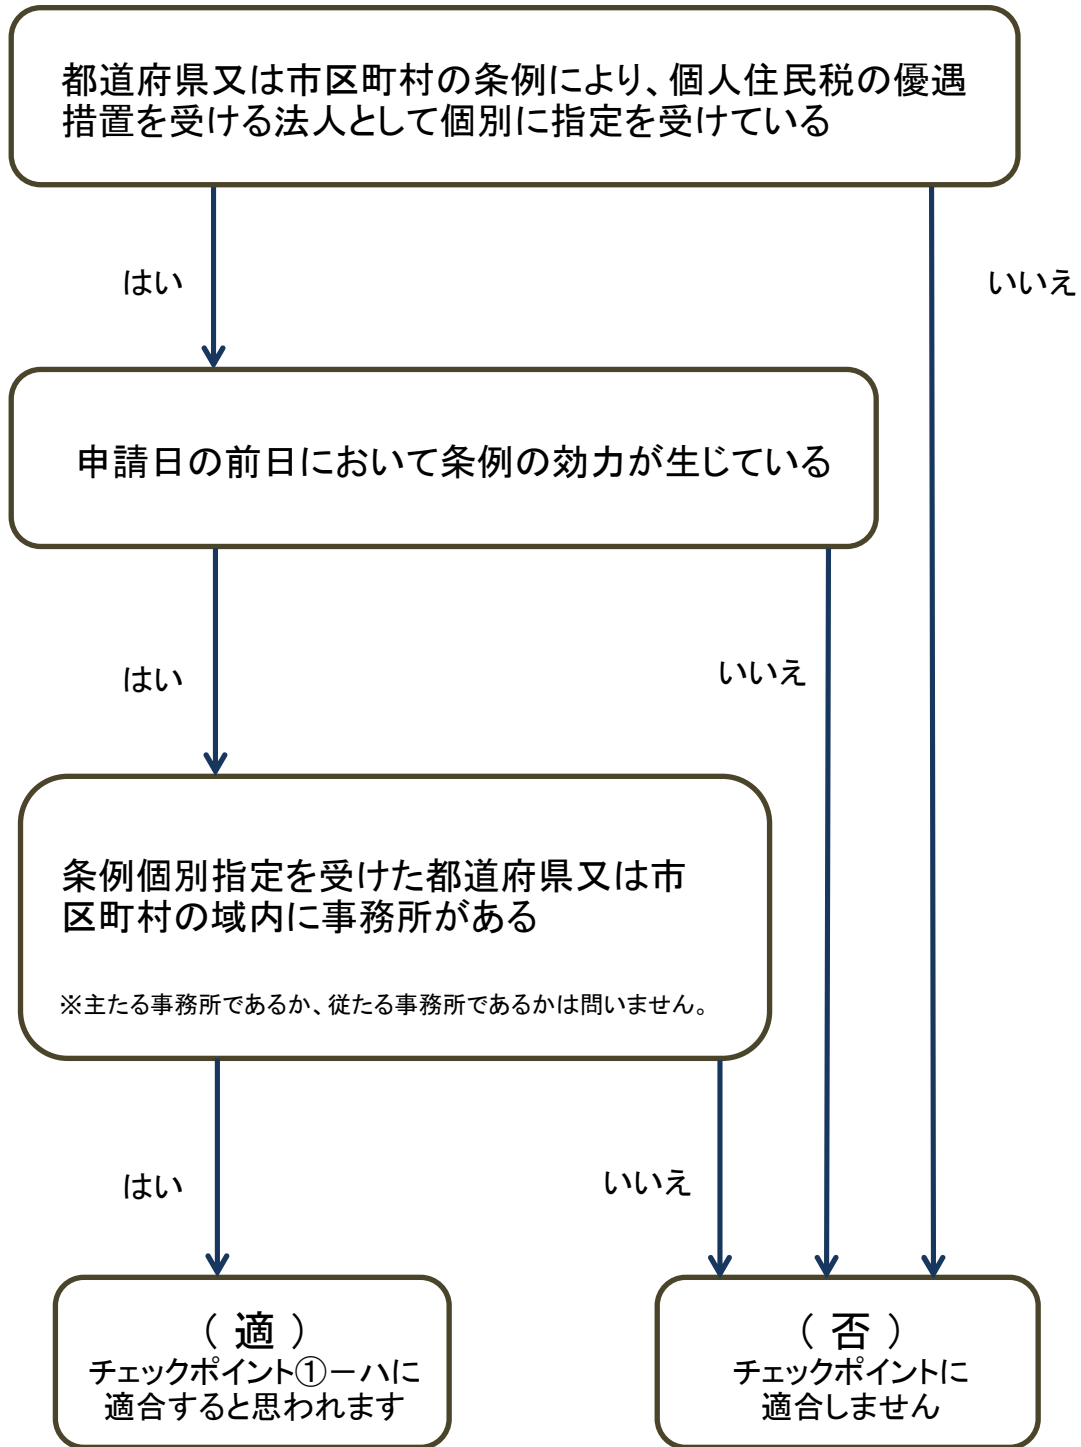 都道府県又は市区町村の条例により、個人住民税の優遇
措置を受ける法人として個別に指定を受けている
はい
いいえ
申請日の前日において条例の効力が生じている
はい
いいえ
条例個別指定を受けた都道府県又は市
区町村の域内に事務所がある
※主たる事務所であるか、従たる事務所であるかは問いません。
はい
いいえ
（ 適 ）
チェックポイント①－ハに
適合すると思われます
（ 否 ）
チェックポイントに
適合しません